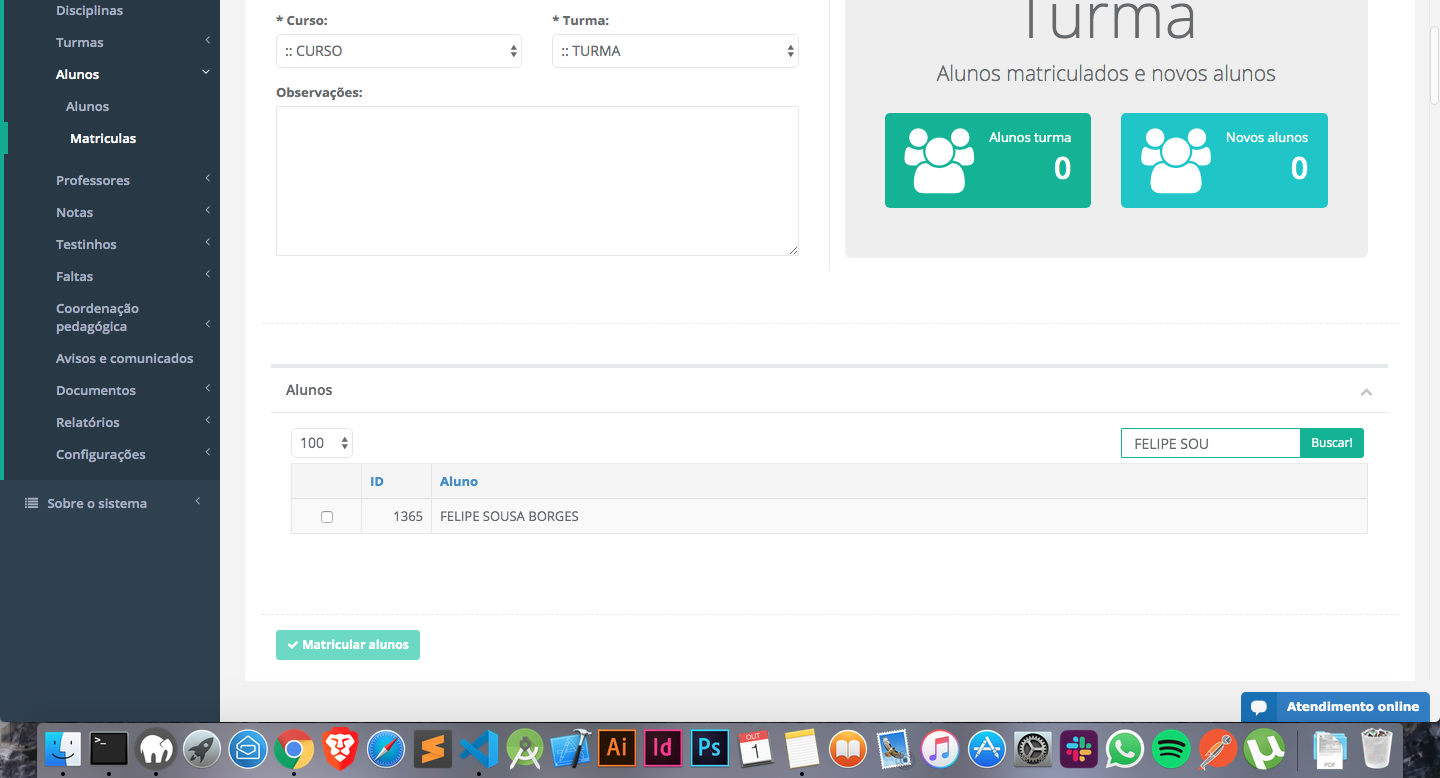 Disciplinas
Turmas
Alunos
Alunos
Matriculas
Professores
Notas
Testinhos
Faltas
Coordenação
pedagógica
Avisos e comunicados
Documentos
Relatórios
Configurações
Sobre o sistema
* Curso:
* Turma:
:: CURSO
:: TURMA
Observações:
Turma
Alunos matriculados e novos alunos
Alunos turma
0
Novos alunos
0
Alunos
100
FELIPE SOU
Buscar!
ID
Aluno
1365
FELIPE SOUSA BORGES
Matricular alunos
Atendimento online
>_
Ai
Id
Ps
OCT
1
PDF